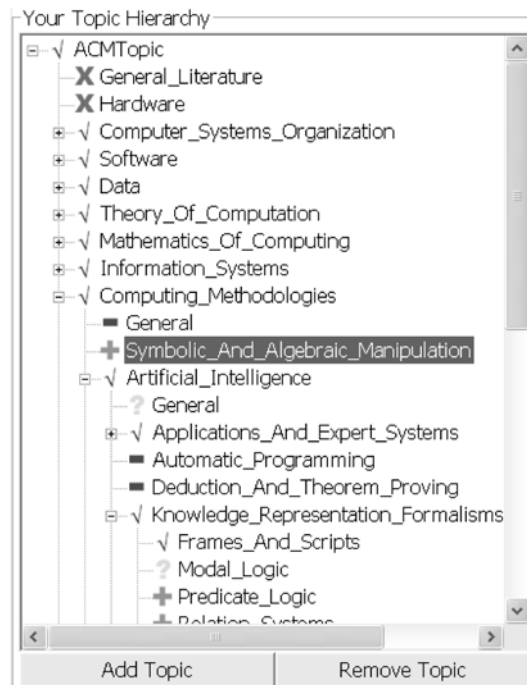 Your Topic Hierarchy
√ ACMTopic
X General_Literature
X Hardware
√ Computer_Systems_Organization
√ Software
√ Data
√ Theory_Of_Computation
√ Mathematics_Of_Computing
√ Information_Systems
√ Computing_Methodologies
General
Symbolic_And_Algebraic_Manipulation
√ Artificial_Intelligence
? General
√ Applications_And_Expert_Systems
Automatic_Programming
Deduction_And_Theorem_Proving
√ Knowledge_Representation_Formalisms
√ Frames_And_Scripts
? Modal_Logic
Predicate_Logic
Relation_Systems
Add Topic
Remove Topic